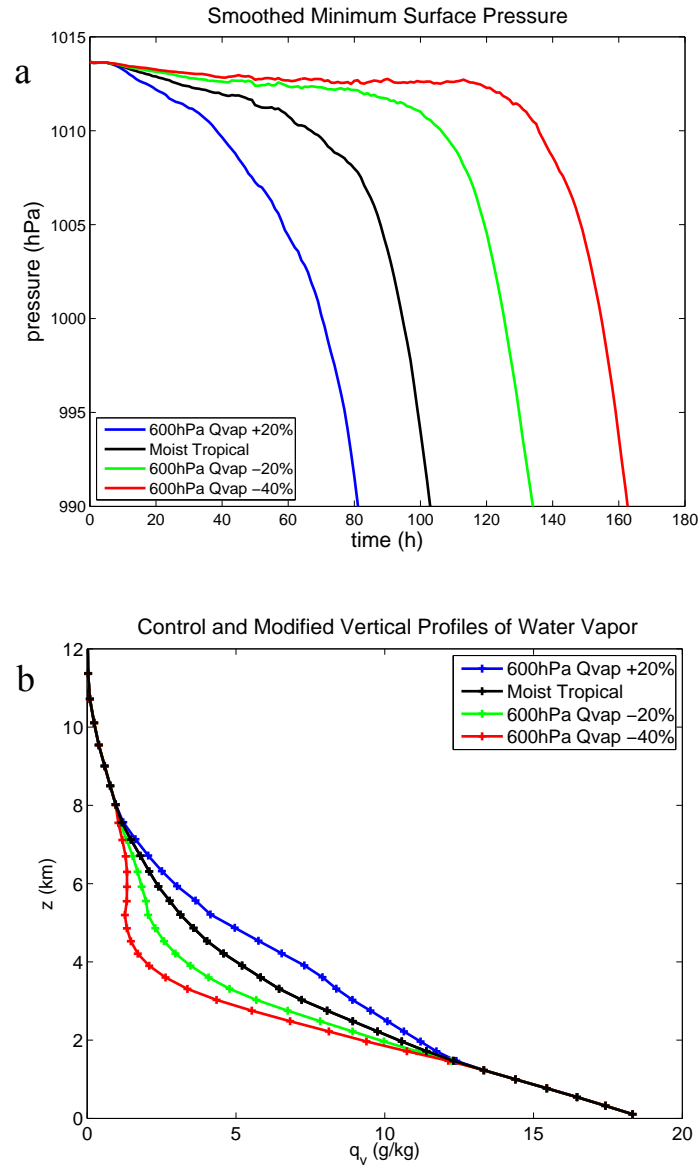 Smoothed Minimum Surface Pressure
a
1015
1010
1005
1000
995
990
pressure (hPa)
600hPa Qvap +20%
Moist Tropical
600hPa Qvap −20%
600hPa Qvap −40%
0 20 40 60 80 100 120 140 160 180
time (h)
Control and Modified Vertical Profiles of Water Vapor
b
12
10
8
6
4
2
0
z (km)
600hPa Qvap +20%
Moist Tropical
600hPa Qvap −20%
600hPa Qvap −40%
0 5 10 15 20
qv (g/kg)